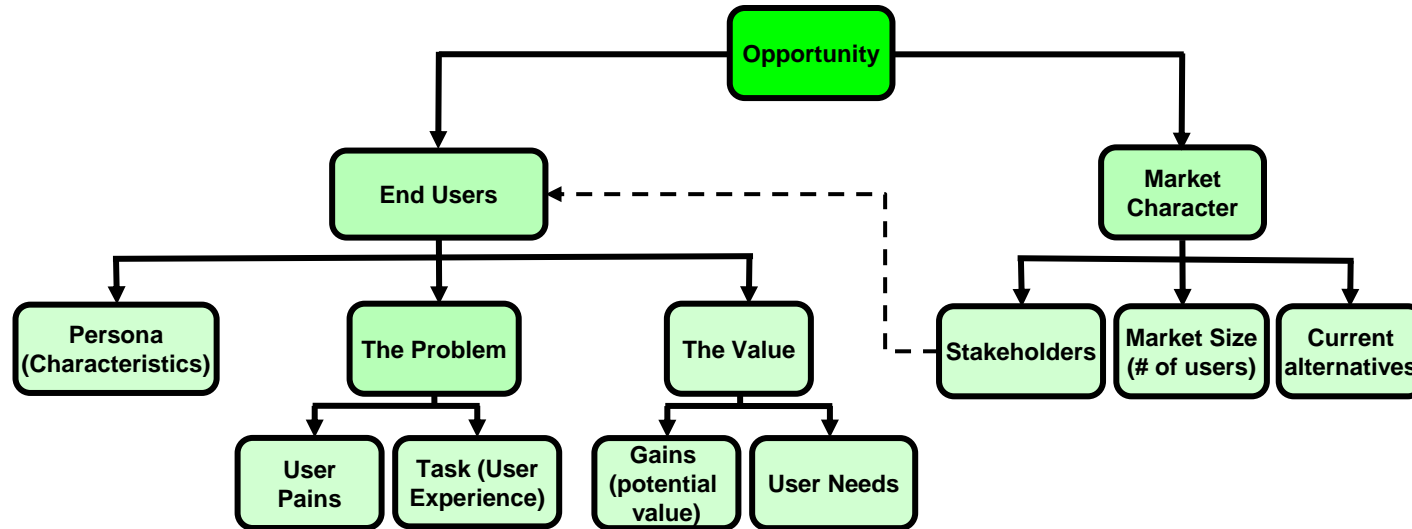 Opportunity
End Users
Market
Character
Persona
(Characteristics)
The Problem
The Value
Stakeholders
Market Size
(# of users)
Current
alternatives
User
Pains
Task (User
Experience)
Gains
(potential
value)
User Needs